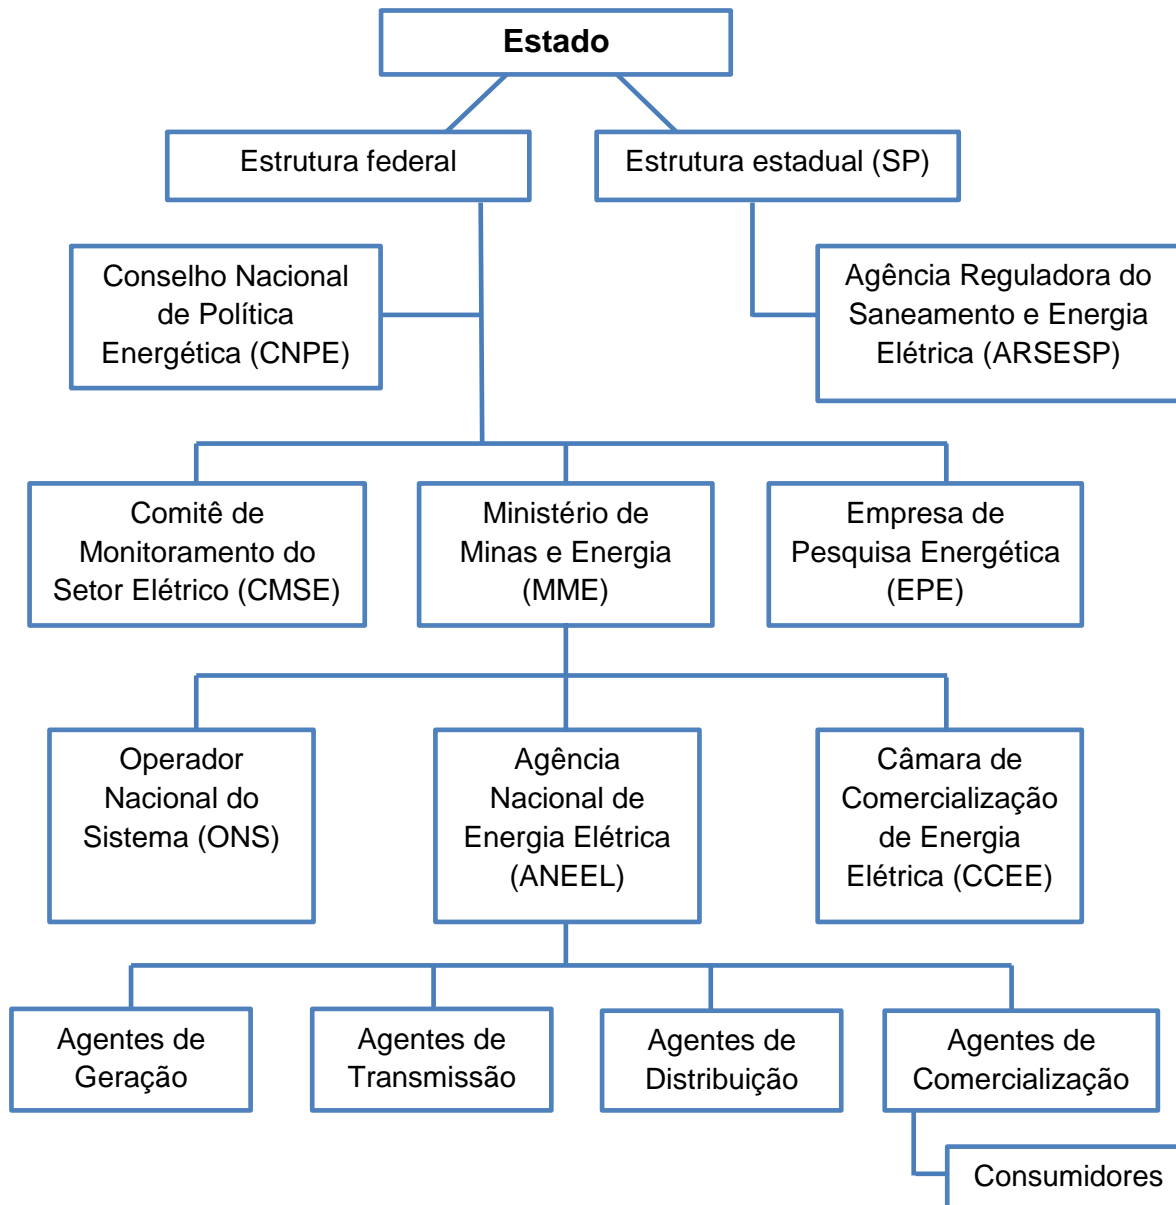 Estado
Estrutura federal
Estrutura estadual (SP)
Conselho Nacional
de Política
Energética (CNPE)
Agência Reguladora do
Saneamento e Energia
Elétrica (ARSESP)
Comitê de
Monitoramento do
Setor Elétrico (CMSE)
Ministério de
Minas e Energia
(MME)
Empresa de
Pesquisa Energética
(EPE)
Operador
Nacional do
Sistema (ONS)
Agência
Nacional de
Energia Elétrica
(ANEEL)
Câmara de
Comercialização
de Energia
Elétrica (CCEE)
Agentes de
Geração
Agentes de
Transmissão
Agentes de
Distribuição
Agentes de
Comercialização
Consumidores